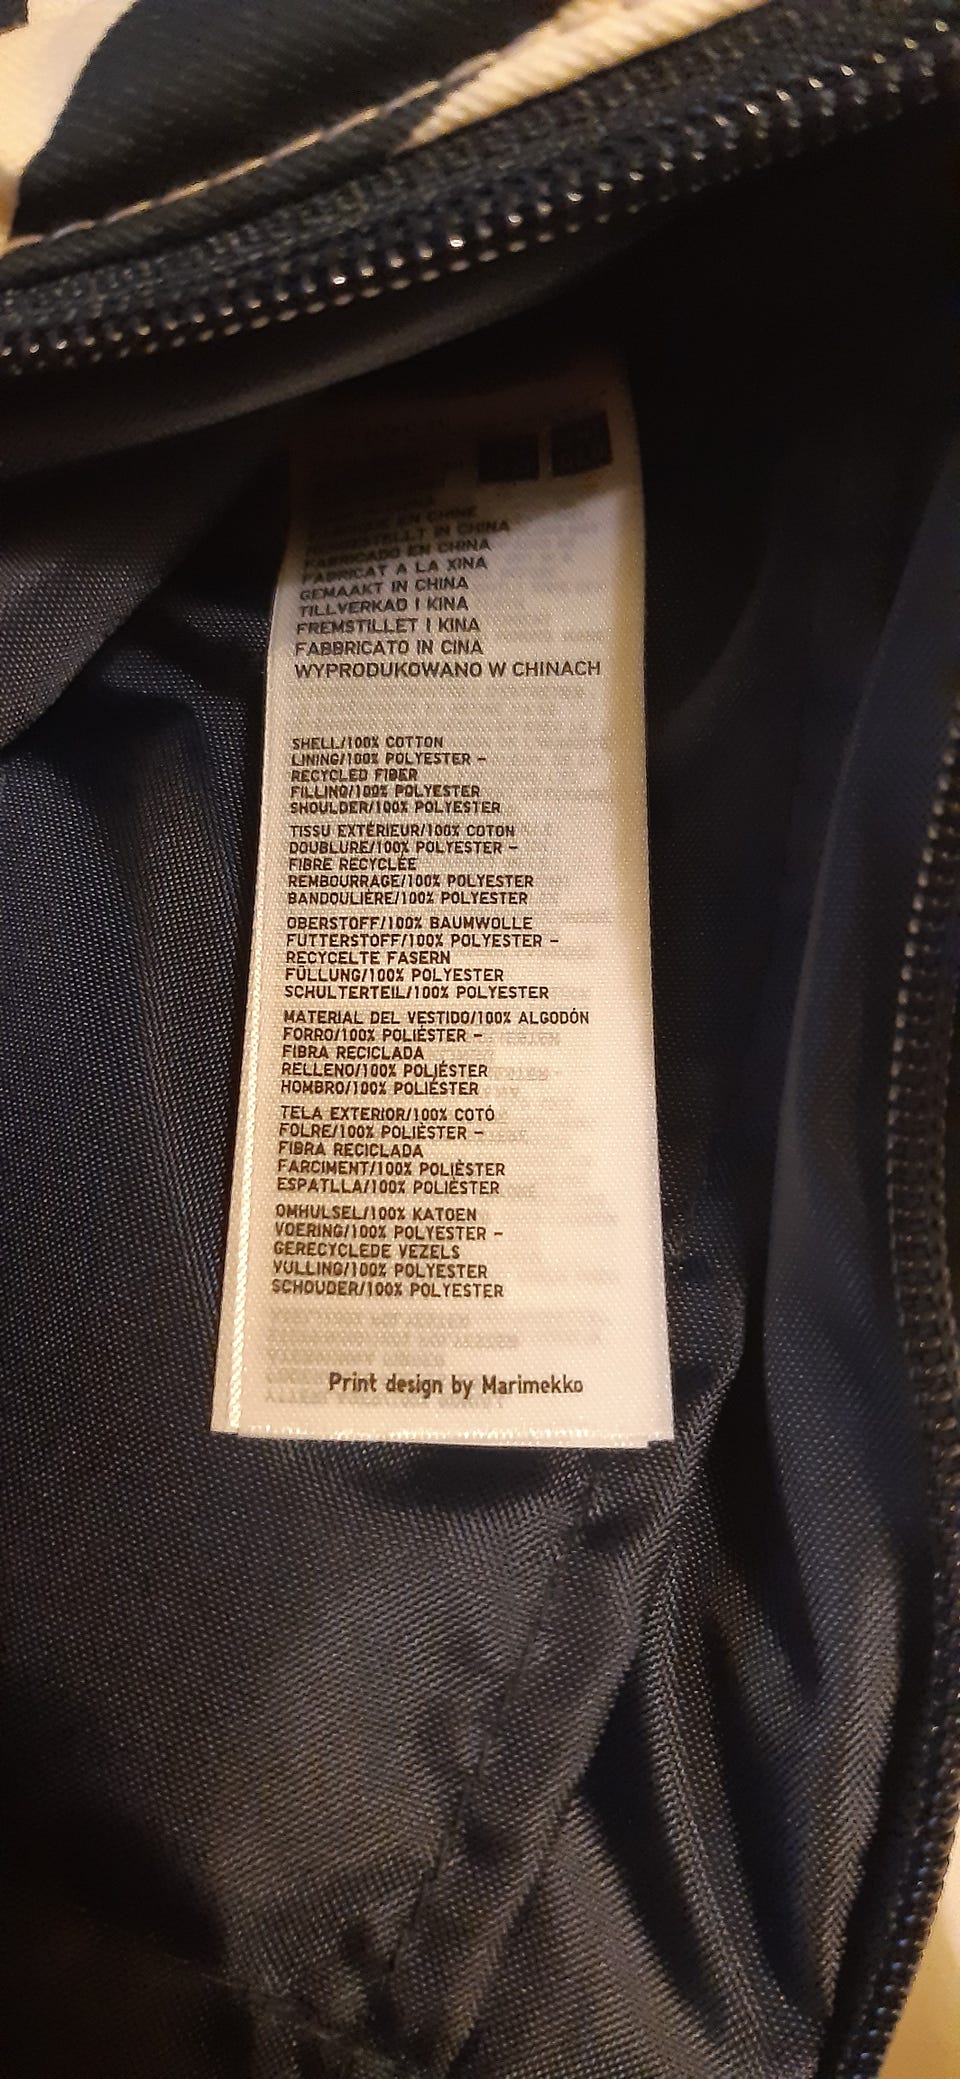 EN CHINE
IN CHINA
FABRICADO EN CHINA
FABRICAT A LA XINA
GEMAAKT IN CHINA
TILLVERKAD I KINA
FREMSTILLET I KINA
FABBRICATO IN CINA
WYPRODUKOWANO W CHINACH
SHELL/100% COTTON
LINING/100% POLYESTER -
RECYCLED FIBER
FILLING/100% POLYESTER
SHOULDER/100% POLYESTER
TISSU EXTÉRIEUR/100% COTON
DOUBLURE/100% POLYESTER -
FIBRE RECYCLÉE
REMBOURRAGE/100% POLYESTER
BANDOULIÈRE/100% POLYESTER
OBERSTOFF/100% BAUMWOLLE
FUTTERSTOFF/100% POLYESTER -
RECYCELTE FASERN
FÜLLUNG/100% POLYESTER
SCHULTERTEIL/100% POLYESTER
MATERIAL DEL VESTIDO/100% ALGODÓN
FORRO/100% POLIÉSTER -
FIBRA RECICLADA
RELLENO/100% POLIÉSTER
HOMBRO/100% POLIÉSTER
TELA EXTERIOR/100% COTÓ
FOLRE/100% POLIÈSTER -
FIBRA RECICLADA
FARCIMENT/100% POLIÈSTER
ESPATLLA/100% POLIÈSTER
OMHULSEL/100% KATOEN
VOERING/100% POLYESTER -
GERECYCLEDE VEZELS
VULLING/100% POLYESTER
SCHOUDER/100% POLYESTER
Print design by Marimekko